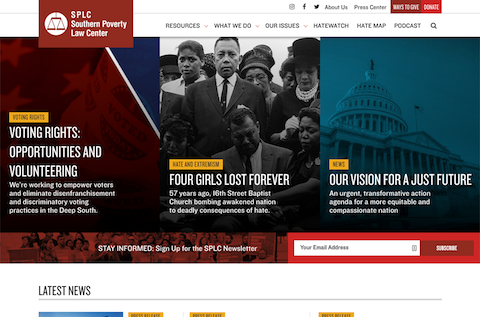 SPLC
Southern Poverty
Law Center
About Us
Press Center
WAYS TO GIVE
DONATE
RESOURCES
WHAT WE DO
OUR ISSUES
HATEWATCH
HATE MAP
PODCAST
VOTING RIGHTS
VOTING RIGHTS:
OPPORTUNITIES AND
VOLUNTEERING
We're working to empower voters
and eliminate disenfranchisement
and discriminatory voting
practices in the Deep South.
HATE AND EXTREMISM
FOUR GIRLS LOST FOREVER
57 years ago, 16th Street Baptist
Church bombing awakened nation
to deadly consequences of hate.
NEWS
OUR VISION FOR A JUST FUTURE
An urgent, transformative action
agenda for a more equitable and
compassionate nation
STAY INFORMED: Sign Up for the SPLC Newsletter
Your Email Address
SUBSCRIBE
LATEST NEWS
PRESS RELEASE
PRESS RELEASE
PRESS RELEASE